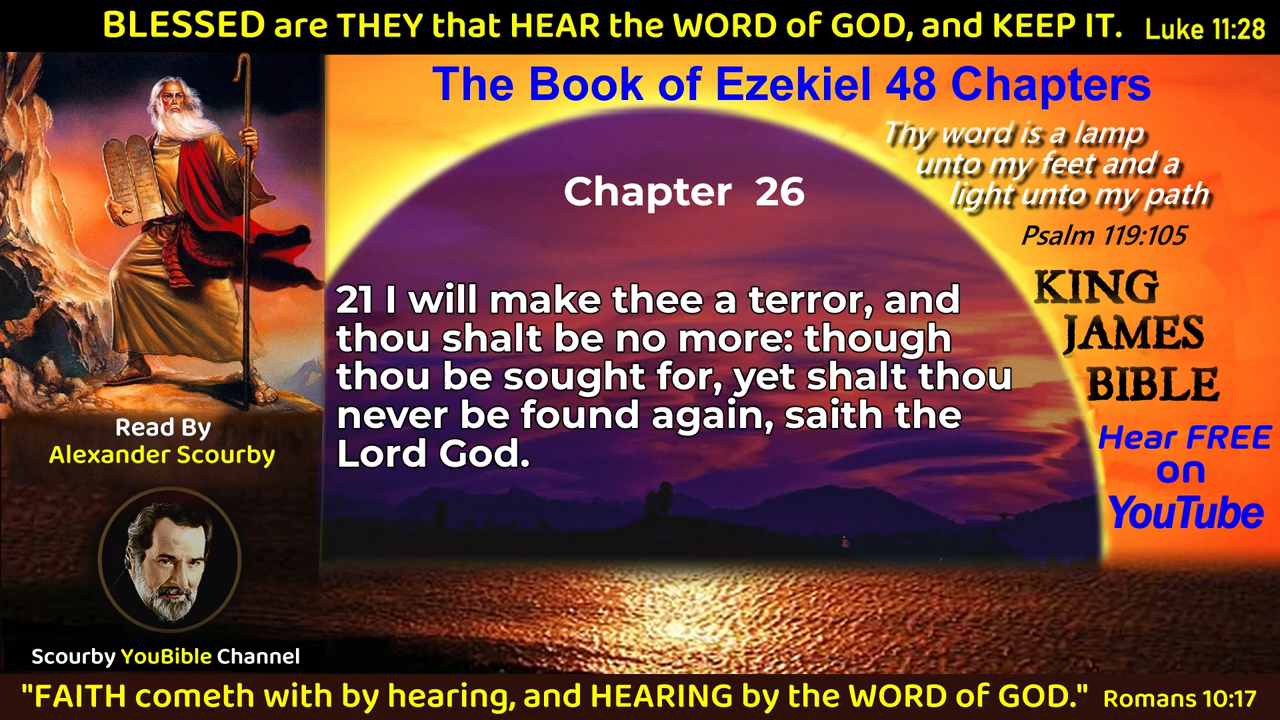 BLESSED are THEY that HEAR the WORD of GOD, and KEEP IT. Luke 11:28
The Book of Ezekiel 48 Chapters
Thy word is a lamp
unto my feet and a
light unto my path
Psalm 119:105
Chapter 26
21 I will make thee a terror, and
thou shalt be no more: though
thou be sought for, yet shalt thou
never be found again, saith the
Lord God.
KING
JAMES
BIBLE
Hear FREE
on
YouTube
Read By
Alexander Scourby
Scourby YouBible Channel
"FAITH cometh with by hearing, and HEARING by the WORD of GOD." Romans 10:17